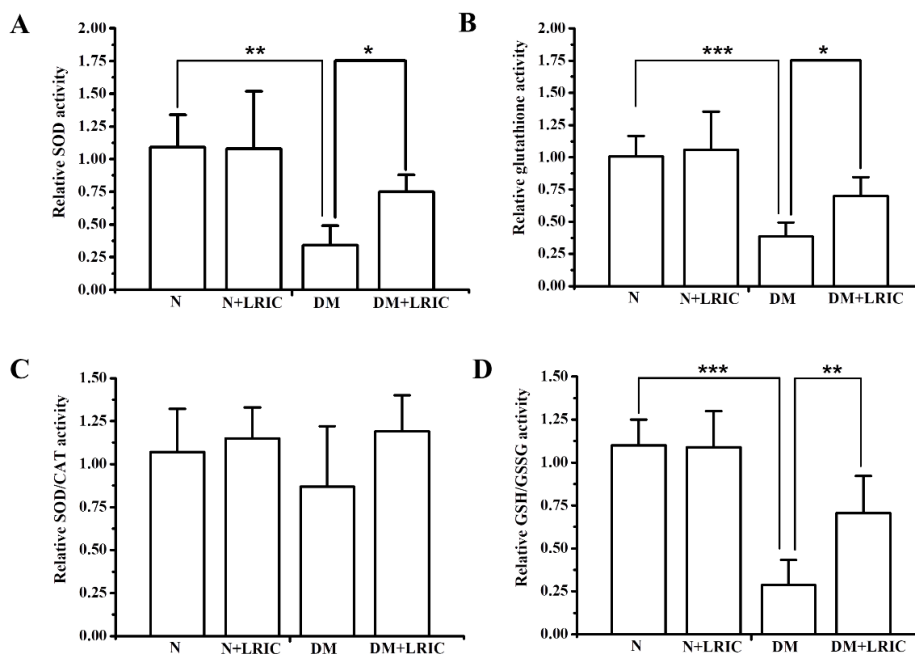 A
Relative SOD activity
2.00
1.75
1.50
1.25
1.00
0.75
0.50
0.25
0.00
**
*
N
N+LRIC
DM
DM+LRIC
B
Relative glutathione activity
2.00
1.75
1.50
1.25
1.00
0.75
0.50
0.25
0.00
***
*
N
N+LRIC
DM
DM+LRIC
C
Relative SOD/CAT activity
1.50
1.25
1.00
0.75
0.50
0.25
0.00
N
N+LRIC
DM
DM+LRIC
D
Relative GSH/GSSG activity
1.50
1.25
1.00
0.75
0.50
0.25
0.00
***
**
N
N+LRIC
DM
DM+LRIC